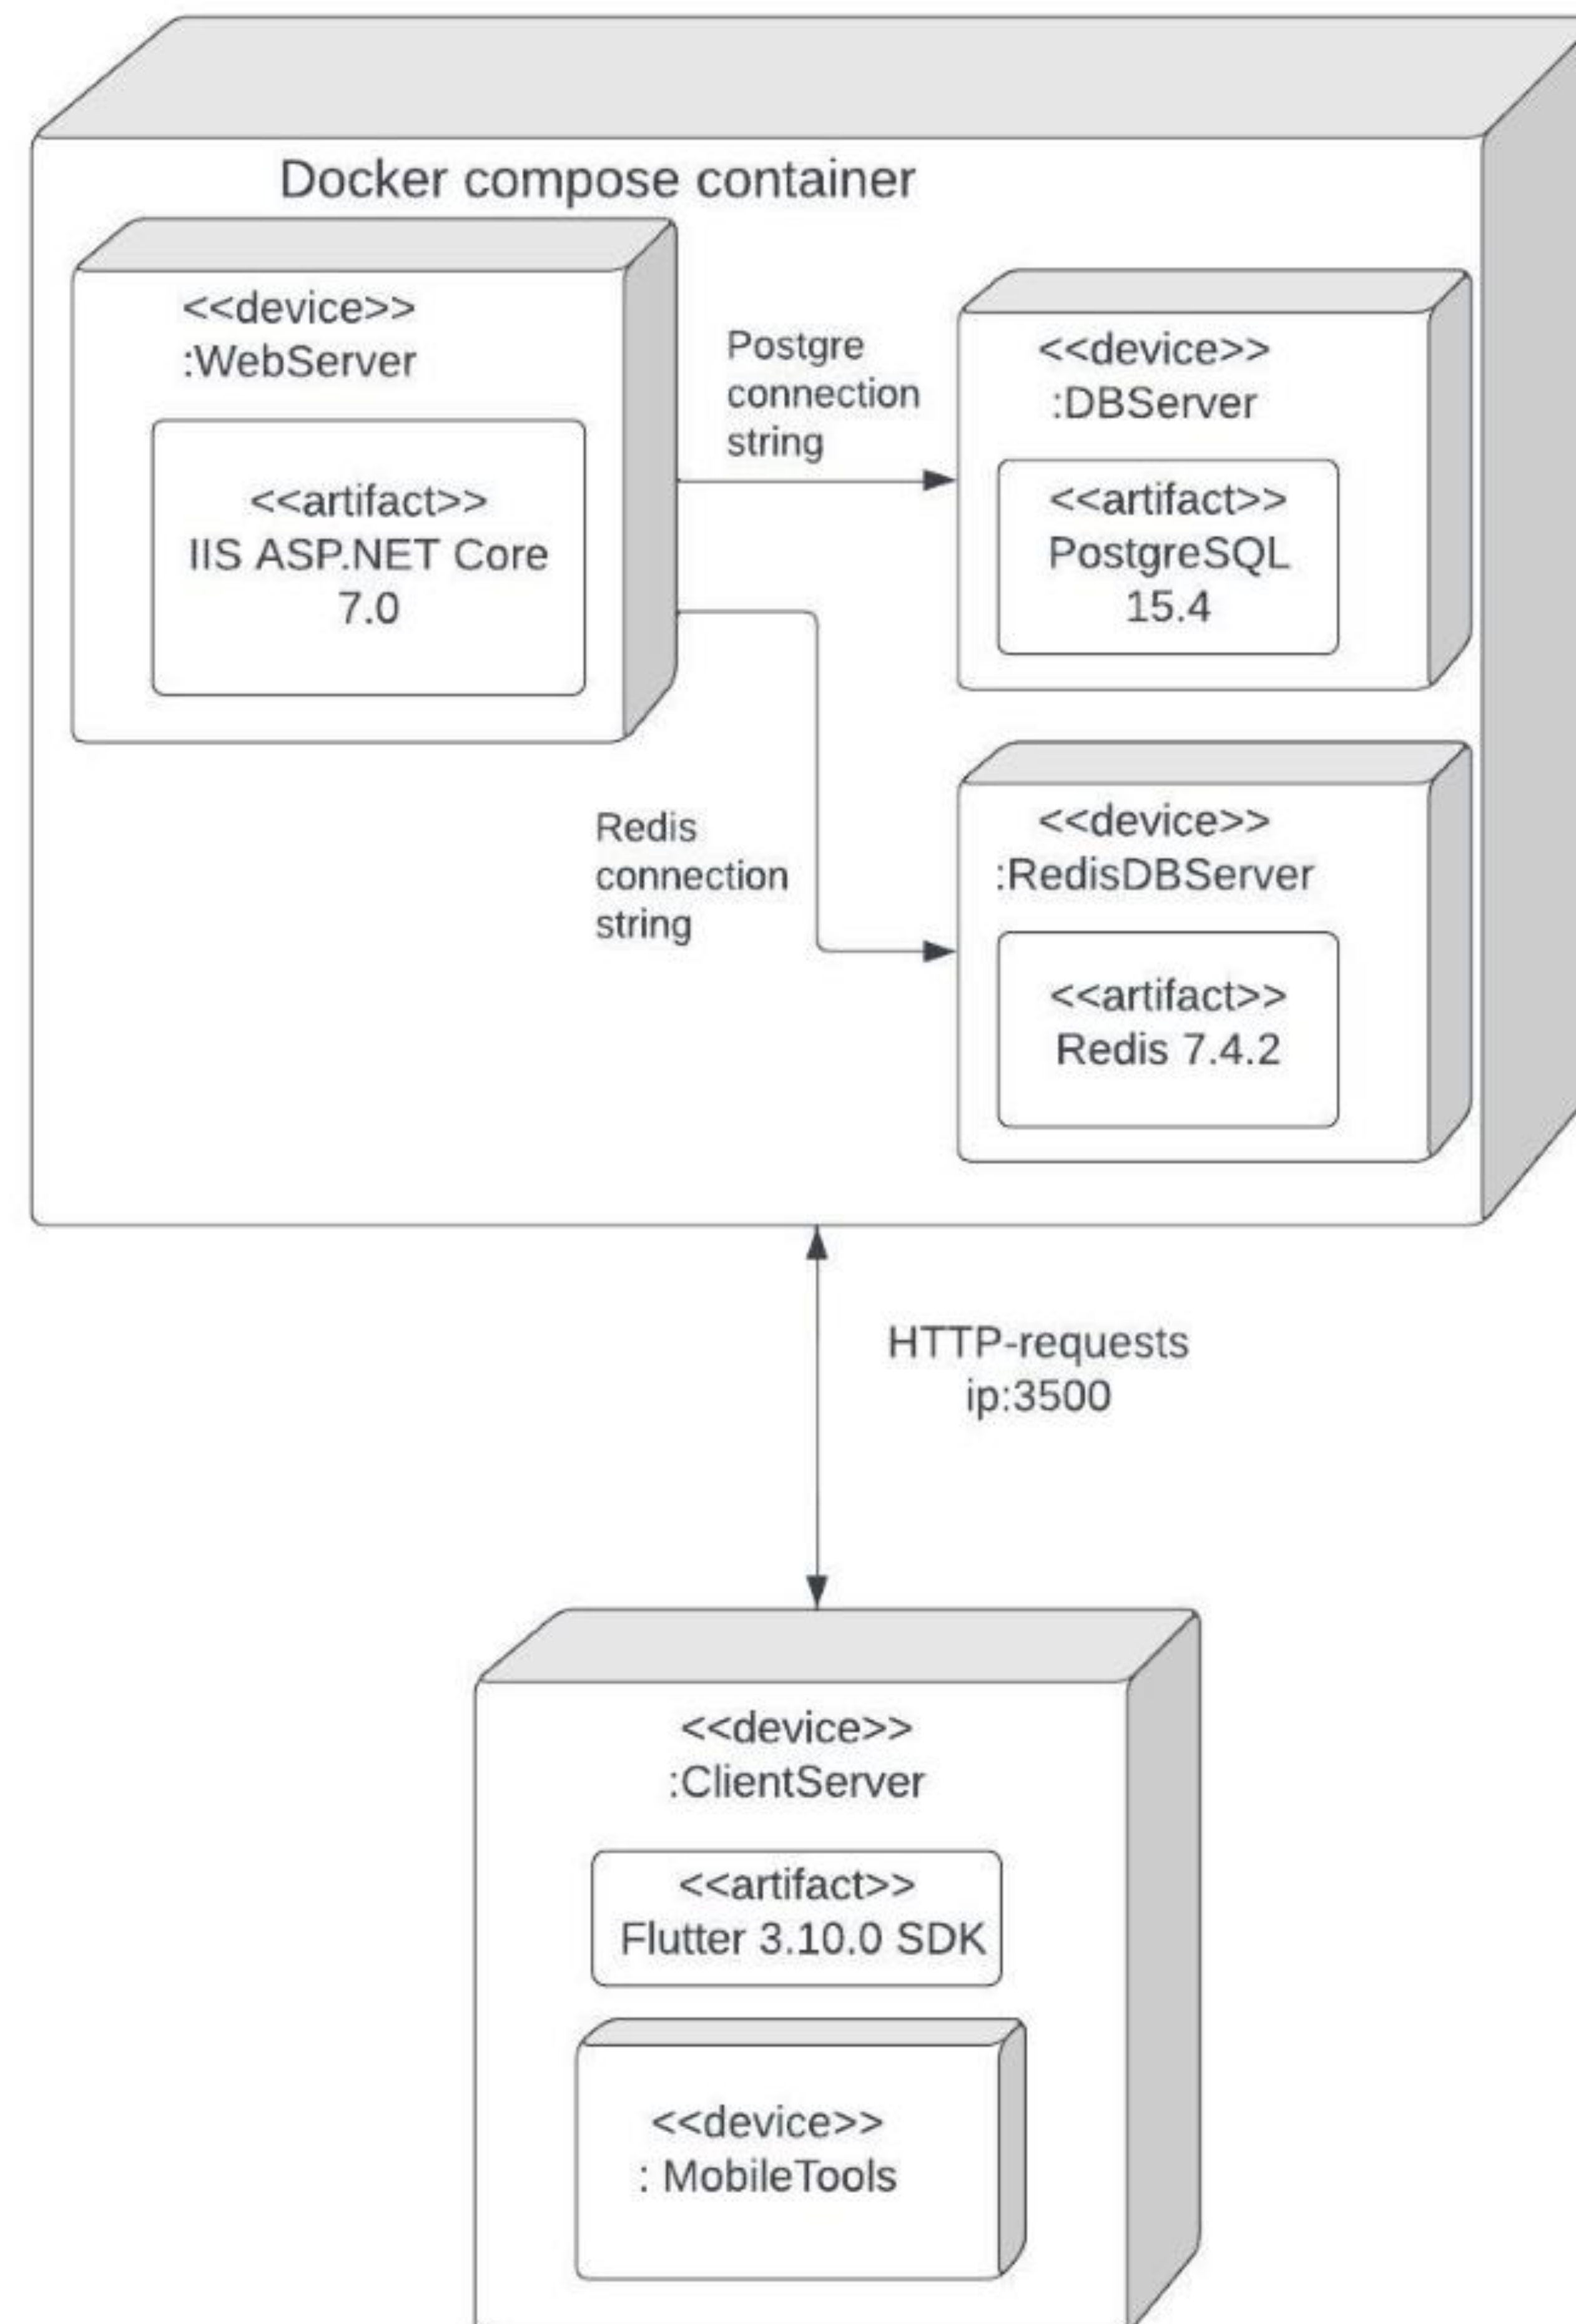 Docker compose container
<<device>>
:WebServer
<<artifact>>
IIS ASP.NET Core
7.0
Postgre
connection
string
<<device>>
:DBServer
<<artifact>>
PostgreSQL
15.4
Redis
connection
string
<<device>>
:RedisDBServer
<<artifact>>
Redis 7.4.2
HTTP-requests
ip:3500
<<device>>
:ClientServer
<<artifact>>
Flutter 3.10.0 SDK
<<device>>
: MobileTools